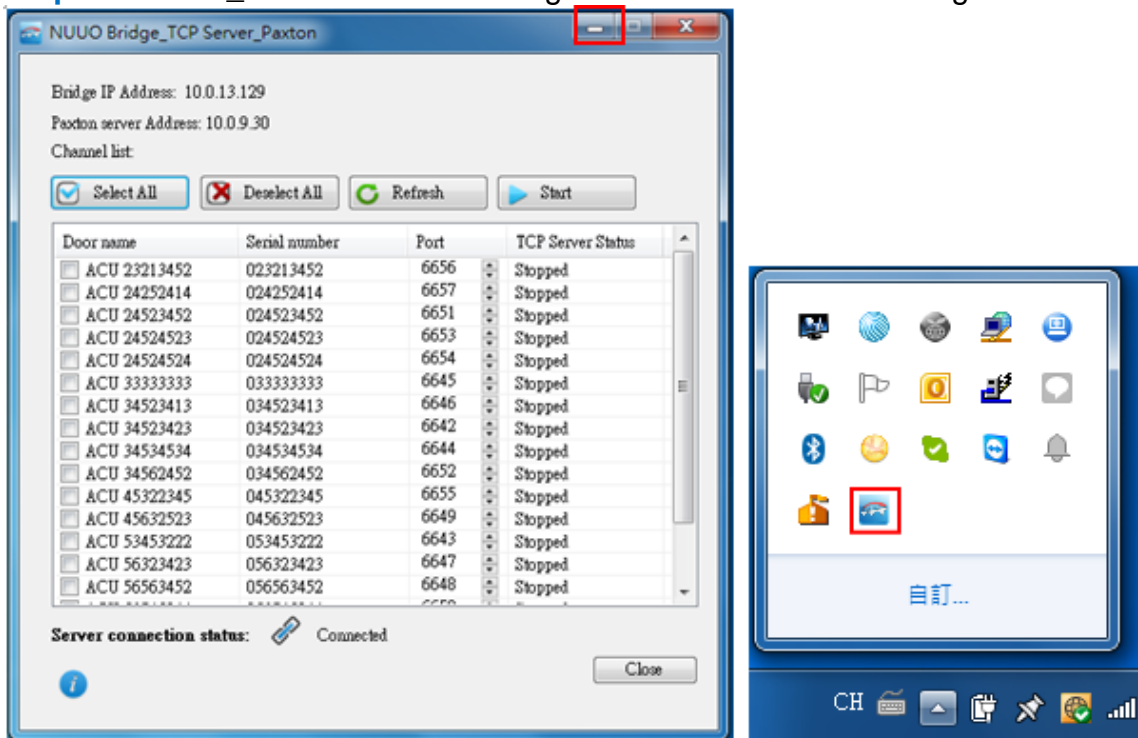 NUUO Bridge_TCP Server_Paxton
Bridge IP Address: 10.0.13.129
Paxton server Address: 10.0.9.30
Channel list:
Select All Deselect All Refresh Start
Door name Serial number Port TCP Server Status
ACU 23213452 023213452 6656 Stopped
ACU 24252414 024252414 6657 Stopped
ACU 24523452 024523452 6651 Stopped
ACU 24524523 024524523 6653 Stopped
ACU 24524524 024524524 6654 Stopped
ACU 33333333 033333333 6645 Stopped
ACU 34523413 034523413 6646 Stopped
ACU 34523423 034523423 6642 Stopped
ACU 34534534 034534534 6644 Stopped
ACU 34562452 034562452 6652 Stopped
ACU 45322345 045322345 6655 Stopped
ACU 45632523 045632523 6649 Stopped
ACU 53453222 053453222 6643 Stopped
ACU 56323423 056323423 6647 Stopped
ACU 56563452 056563452 6648 Stopped
Server connection status: Connected
Close
自訂...
CH